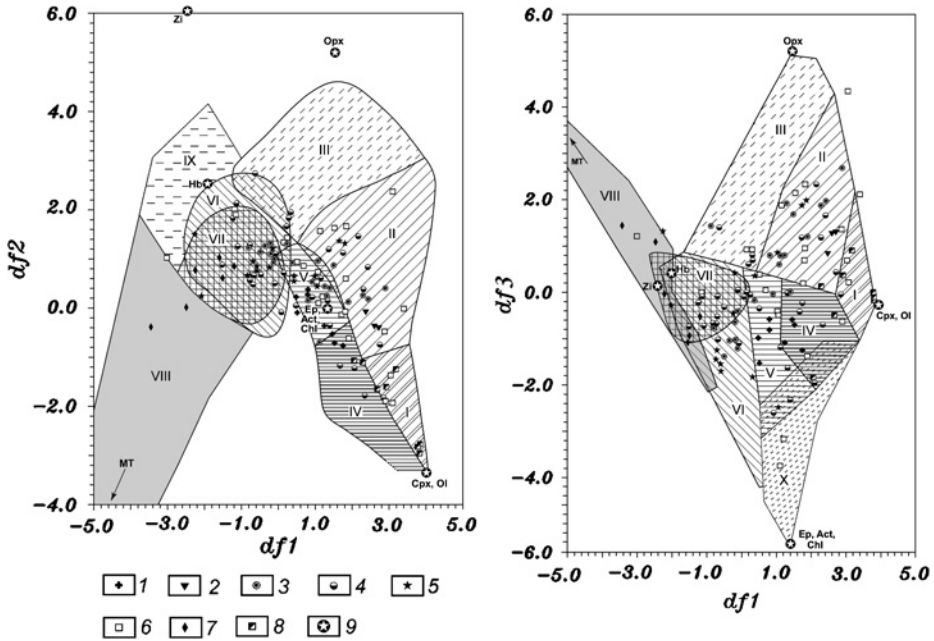 6.0
4.0
2.0
0.0
−2.0
−4.0
df2
−5.0 −3.0 −1.0 1.0 3.0 5.0
df1
Zi
Opx
III
IX
Hb
VI
VII
II
V
Ep,
Act,
Chl
VIII
IV
I
MT
Cpx, Ol
6.0
4.0
2.0
0.0
−2.0
−4.0
−6.0
df3
−5.0 −3.0 −1.0 1.0 3.0 5.0
df1
Opx
III
II
MT
VIII
VII
Hb
Zi
I
Cpx, Ol
IV
V
VI
X
Ep, Act,
Chl
1 2 3 4 5
6 7 8 9